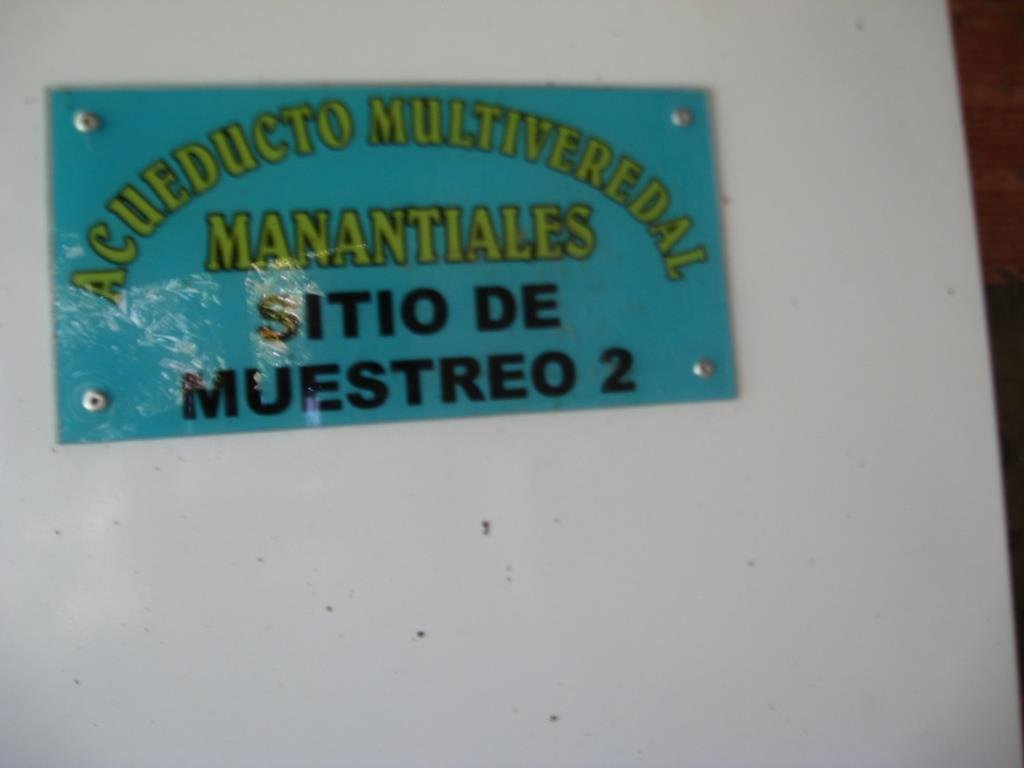 ACUEDUCTO MULTIVEREDAL
MANANTIALES
SITIO DE
MUESTREO 2